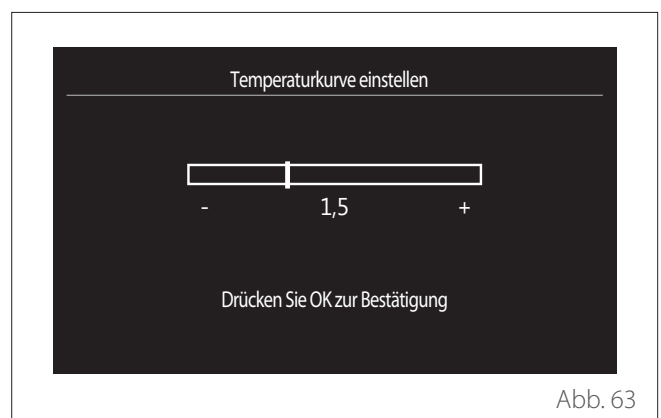 Temperaturkurve einstellen
- 1,5 +
Drücken Sie OK zur Bestätigung
Abb. 63